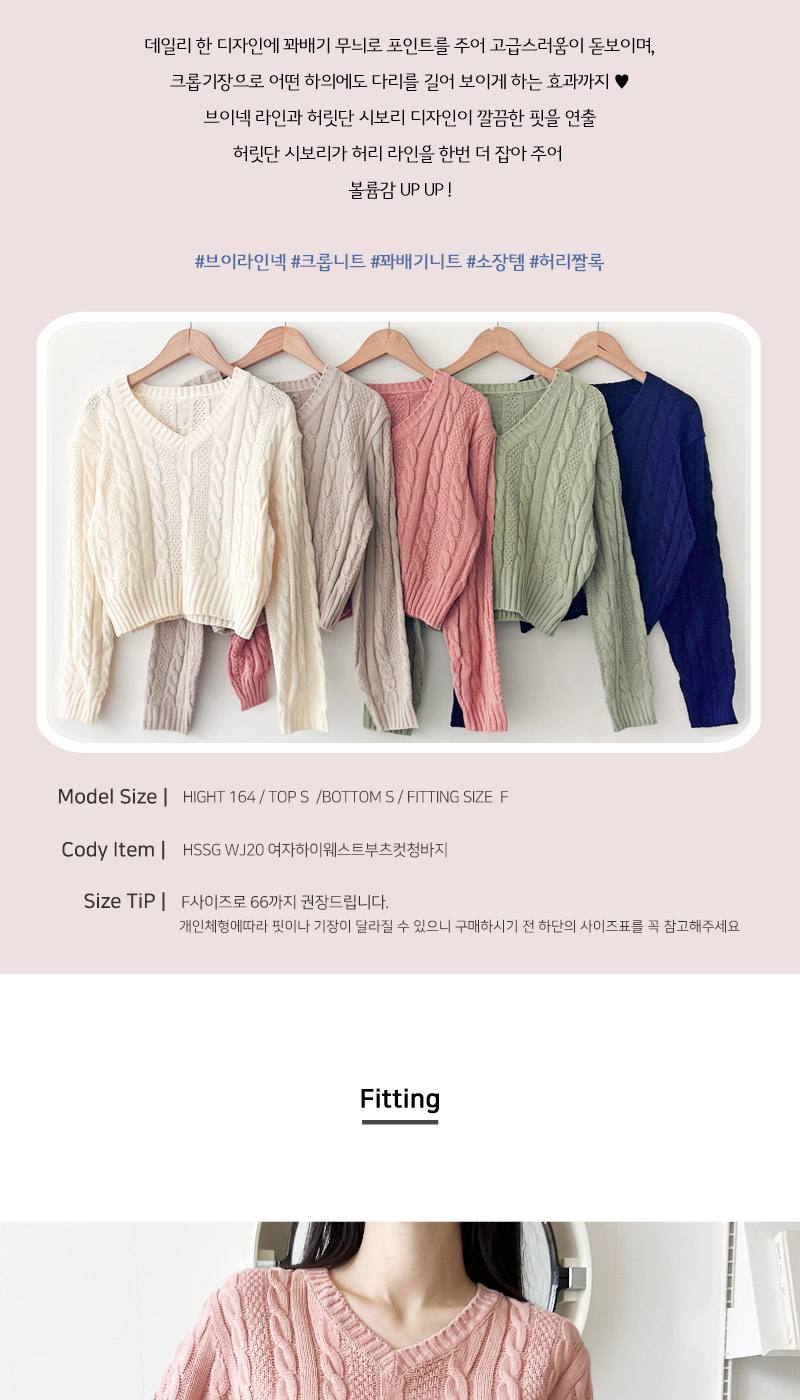 데일리 한 디자인에 꽈배기 무늬로 포인트를 주어 고급스러움이 돋보이며,
크롭기장으로 어떤 하의에도 다리를 길어 보이게 하는 효과까지 ♥
브이넥 라인과 허릿단 시보리 디자인이 깔끔한 핏을 연출
허릿단 시보리가 허리 라인을 한번 더 잡아 주어
볼륨감 UP UP !
#브이라인넥 #크롭니트 #꽈배기니트 #소장템 #허리짤록
Model Size | HIGHT 164 / TOP S /BOTTOM S / FITTING SIZE F
Cody Item | HSSG WJ20 여자하이웨스트부츠컷청바지
Size TiP | F사이즈로 66까지 권장드립니다.
개인체형에따라 핏이나 기장이 달라질 수 있으니 구매하시기 전 하단의 사이즈표를 꼭 참고해주세요
Fitting